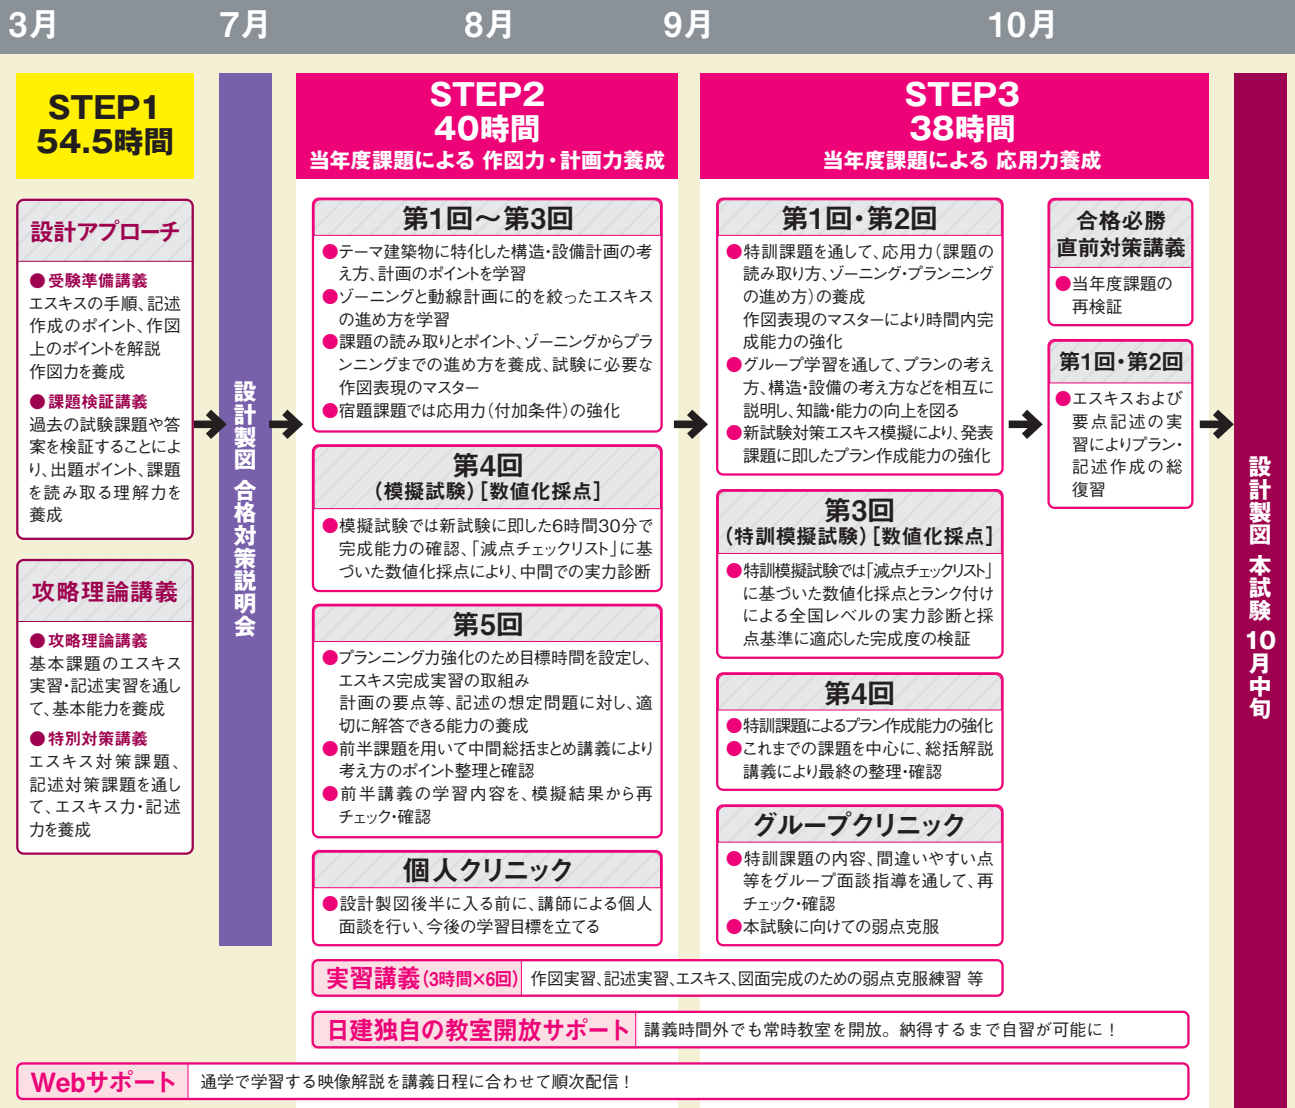 3月
7月
8月
9月
10月
STEP1
54.5時間
設計アプローチ
●受験準備講義
エスキスの手順、記述
作成のポイント、作図
上のポイントを解説
作図力を養成
●課題検証講義
過去の試験課題や答
案を検証することによ
り、出題ポイント、課題
を読み取る理解力を
養成
攻略理論講義
●攻略理論講義
基本課題のエスキス
実習・記述実習を通し
て、基本能力を養成
●特別対策講義
エスキス対策課題、
記述対策課題を通し
て、エスキス力・記述
力を養成
設計製図 合格対策説明会
STEP2
40時間
当年度課題による 作図力・計画力養成
第1回〜第3回
●テーマ建築物に特化した構造・設備計画の考
え方、計画のポイントを学習
●ゾーニングと動線計画に的を絞ったエスキス
の進め方を学習
●課題の読み取りとポイント、ゾーニングからプラ
ンニングまでの進め方を養成、試験に必要な
作図表現のマスター
●宿題課題では応用力（付加条件）の強化
第4回
（模擬試験）［数値化採点］
●模擬試験では新試験に即した6時間30分で
完成能力の確認、「減点チェックリスト」に基
づいた数値化採点により、中間での実力診断
第5回
●プランニング力強化のため目標時間を設定し、
エスキス完成実習の取組み
計画の要点等、記述の想定問題に対し、適
切に解答できる能力の養成
●前半課題を用いて中間総括まとめ講義により
考え方のポイント整理と確認
●前半講義の学習内容を、模擬結果から再
チェック・確認
個人クリニック
●設計製図後半に入る前に、講師による個人
面談を行い、今後の学習目標を立てる
STEP3
38時間
当年度課題による 応用力養成
第1回・第2回
●特訓課題を通して、応用力（課題の
読み取り方、ゾーニング・プランニング
の進め方）の養成
作図表現のマスターにより時間内完
成能力の強化
●グループ学習を通して、プランの考え
方、構造・設備の考え方などを相互に
説明し、知識・能力の向上を図る
●新試験対策エスキス模擬により、発表
課題に即したプラン作成能力の強化
第3回
（特訓模擬試験）［数値化採点］
●特訓模擬試験では「減点チェックリスト」
に基づいた数値化採点とランク付け
による全国レベルの実力診断と採
点基準に適応した完成度の検証
第4回
●特訓課題によるプラン作成能力の強化
●これまでの課題を中心に、総括解説
講義により最終の整理・確認
グループクリニック
●特訓課題の内容、間違いやすい点
等をグループ面談指導を通して、再
チェック・確認
●本試験に向けての弱点克服
合格必勝
直前対策講義
●当年度課題の
再検証
第1回・第2回
●エスキスおよび
要点記述の実
習によりプラン・
記述作成の総
復習
設計製図 本試験 10月中旬
実習講義（3時間×6回） 作図実習、記述実習、エスキス、図面完成のための弱点克服練習 等
日建独自の教室開放サポート 講義時間外でも常時教室を開放。納得するまで自習が可能に！
Webサポート 通学で学習する映像解説を講義日程に合わせて順次配信！